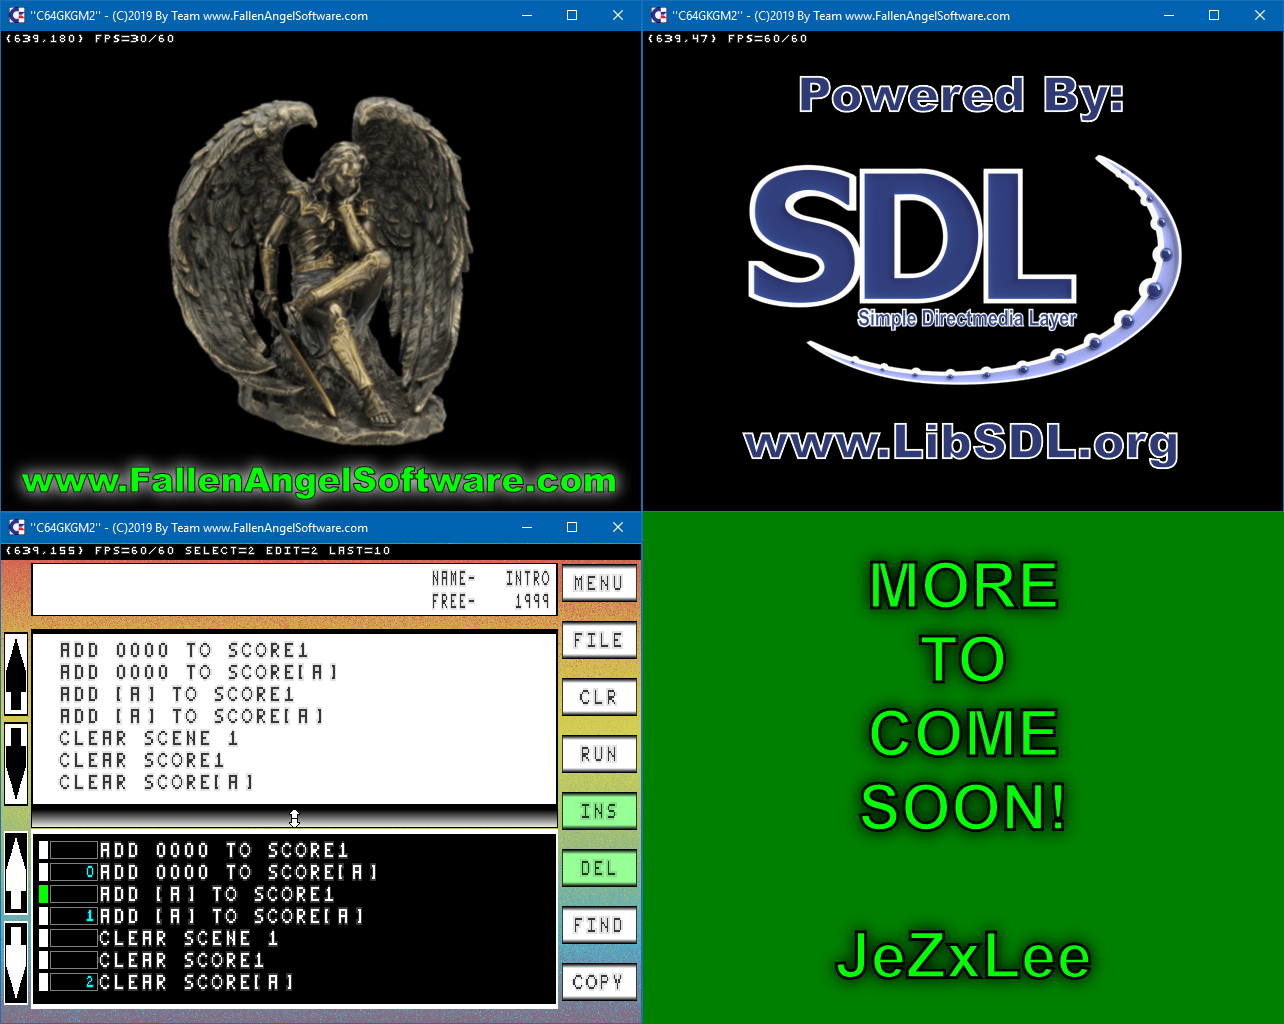 "C64GKGM2" - (C)2019 By Team www.FallenAngelSoftware.com
{639,180} FPS=30/60
www.FallenAngelSoftware.com
"C64GKGM2" - (C)2019 By Team www.FallenAngelSoftware.com
{639,47} FPS=60/60
Powered By:
SDL
Simple Directmedia Layer
www.LibSDL.org
"C64GKGM2" - (C)2019 By Team www.FallenAngelSoftware.com
{639,155} FPS=60/60 SELECT=2 EDIT=2 LAST=10
NAME- INTRO
FREE- 1999
ADD 0000 TO SCORE1
ADD 0000 TO SCORE[A]
ADD [A] TO SCORE1
ADD [A] TO SCORE[A]
CLEAR SCENE 1
CLEAR SCORE1
CLEAR SCORE[A]
ADD 0000 TO SCORE1
0 ADD 0000 TO SCORE[A]
ADD [A] TO SCORE1
1 ADD [A] TO SCORE[A]
CLEAR SCENE 1
CLEAR SCORE1
2 CLEAR SCORE[A]
MENU
FILE
CLR
RUN
INS
DEL
FIND
COPY
MORE
TO
COME
SOON!
JeZxLee